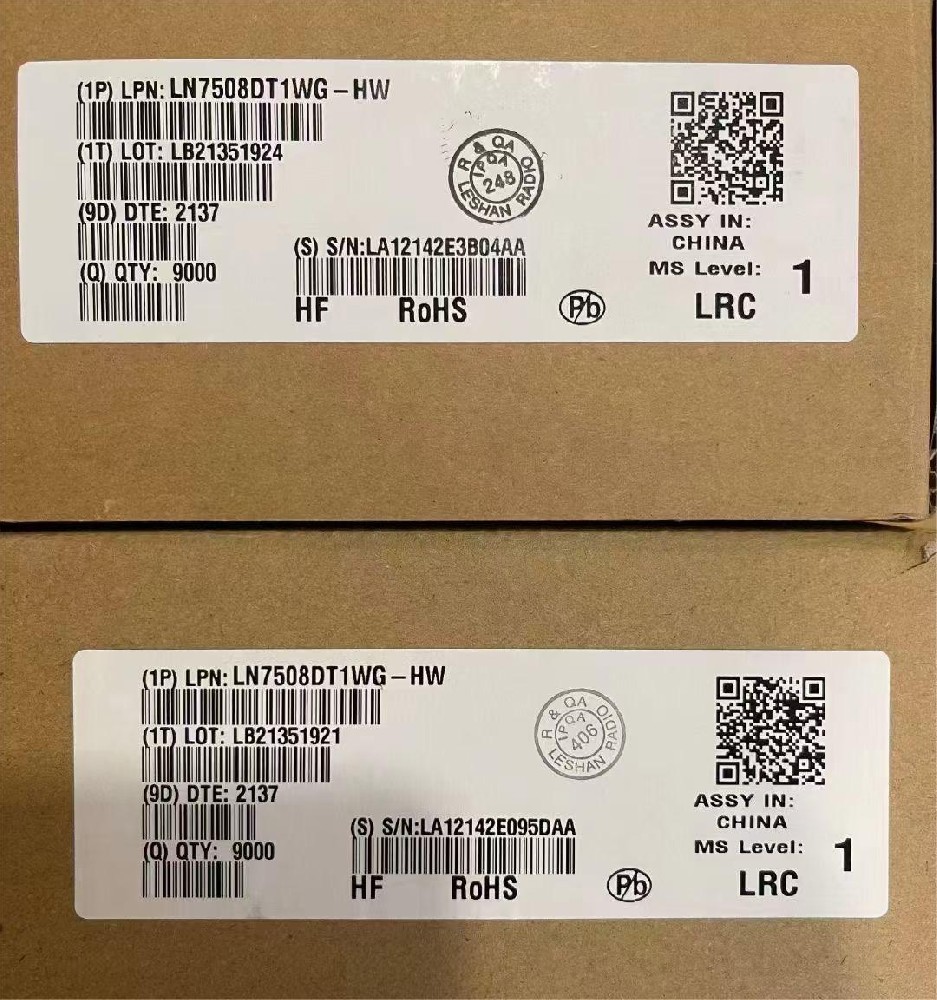 (1P) LPN: LN7508DT1WG-HW
(1T) LOT: LB21351924
(9D) DTE: 2137
(Q) QTY: 9000
(S) S/N:LA12142E3B04AA
HF RoHS
R & QA
IPQA
248
LESHAN RADIO
Pb
ASSY IN:
CHINA
MS Level: 1
LRC
(1P) LPN: LN7508DT1WG-HW
(1T) LOT: LB21351921
(9D) DTE: 2137
(Q) QTY: 9000
(S) S/N:LA12142E095DAA
HF RoHS
R & QA
IPQA
406
LESHAN RADIO
Pb
ASSY IN:
CHINA
MS Level: 1
LRC